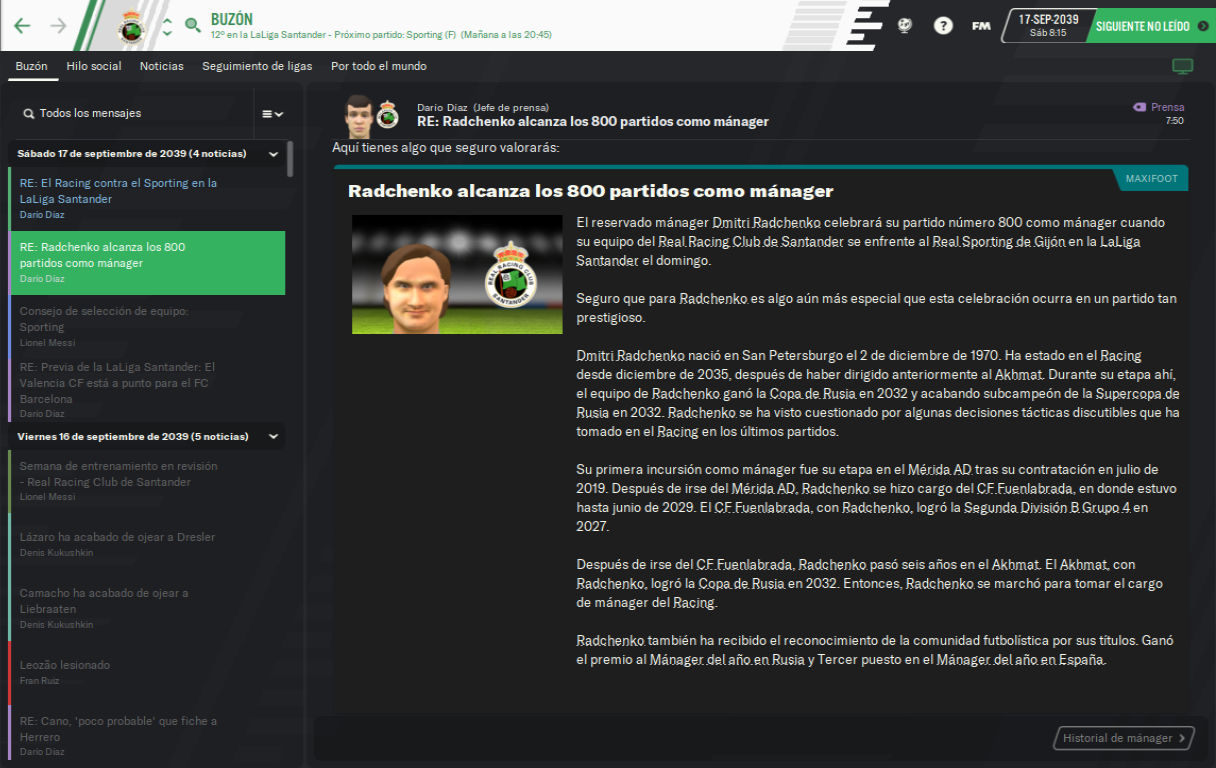 BUZÓN
12º en la LaLiga Santander - Próximo partido: Sporting (F) (Mañana a las 20:45)
?
FM
17-SEP-2039
Sáb 8:15
SIGUIENTE NO LEÍDO
Buzón
Hilo social
Noticias
Seguimiento de ligas
Por todo el mundo
Todos los mensajes
Sábado 17 de septiembre de 2039 (4 noticias)
RE: El Racing contra el Sporting en la
LaLiga Santander
Darío Díaz
RE: Radchenko alcanza los 800
partidos como mánager
Darío Díaz
Consejo de selección de equipo:
Sporting
Lionel Messi
RE: Previa de la LaLiga Santander: El
Valencia CF está a punto para el FC
Barcelona
Darío Díaz
Viernes 16 de septiembre de 2039 (5 noticias)
Semana de entrenamiento en revisión
- Real Racing Club de Santander
Lionel Messi
Lázaro ha acabado de ojear a Dresler
Denis Kukushkin
Camacho ha acabado de ojear a
Liebraaten
Denis Kukushkin
Leozão lesionado
Fran Ruiz
RE: Cano, 'poco probable' que fiche a
Herrero
Darío Díaz
Darío Díaz (Jefe de prensa)
RE: Radchenko alcanza los 800 partidos como mánager
Prensa
7:50
Aquí tienes algo que seguro valorarás:
MAXIFOOT
Radchenko alcanza los 800 partidos como mánager
REAL RACING CLUB
SANTANDER
El reservado mánager Dmitri Radchenko celebrará su partido número 800 como mánager cuando
su equipo del Real Racing Club de Santander se enfrente al Real Sporting de Gijón en la LaLiga
Santander el domingo.
Seguro que para Radchenko es algo aún más especial que esta celebración ocurra en un partido tan
prestigioso.
Dmitri Radchenko nació en San Petersburgo el 2 de diciembre de 1970. Ha estado en el Racing
desde diciembre de 2035, después de haber dirigido anteriormente al Akhmat. Durante su etapa ahí,
el equipo de Radchenko ganó la Copa de Rusia en 2032 y acabando subcampeón de la Supercopa de
Rusia en 2032. Radchenko se ha visto cuestionado por algunas decisiones tácticas discutibles que ha
tomado en el Racing en los últimos partidos.
Su primera incursión como mánager fue su etapa en el Mérida AD tras su contratación en julio de
2019. Después de irse del Mérida AD, Radchenko se hizo cargo del CF Fuenlabrada, en donde estuvo
hasta junio de 2029. El CF Fuenlabrada, con Radchenko, logró la Segunda División B Grupo 4 en
2027.
Después de irse del CF Fuenlabrada, Radchenko pasó seis años en el Akhmat. El Akhmat, con
Radchenko, logró la Copa de Rusia en 2032. Entonces, Radchenko se marchó para tomar el cargo
de mánager del Racing.
Radchenko también ha recibido el reconocimiento de la comunidad futbolística por sus títulos. Ganó
el premio al Mánager del año en Rusia y Tercer puesto en el Mánager del año en España.
Historial de mánager